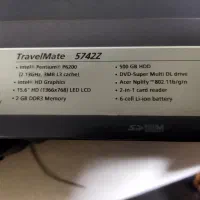 TravelMate 5742Z
• Intel® Pentium® P6200
(2.13GHz, 3MB L3 cache)
• Intel® HD Graphics
• 15.6" HD (1366x768) LED LCD
• 2 GB DDR3 Memory
• 500 GB HDD
• DVD-Super Multi DL drive
• Acer Nplify™ 802.11b/g/n
• 2-in-1 card reader
• 6-cell Li-ion battery